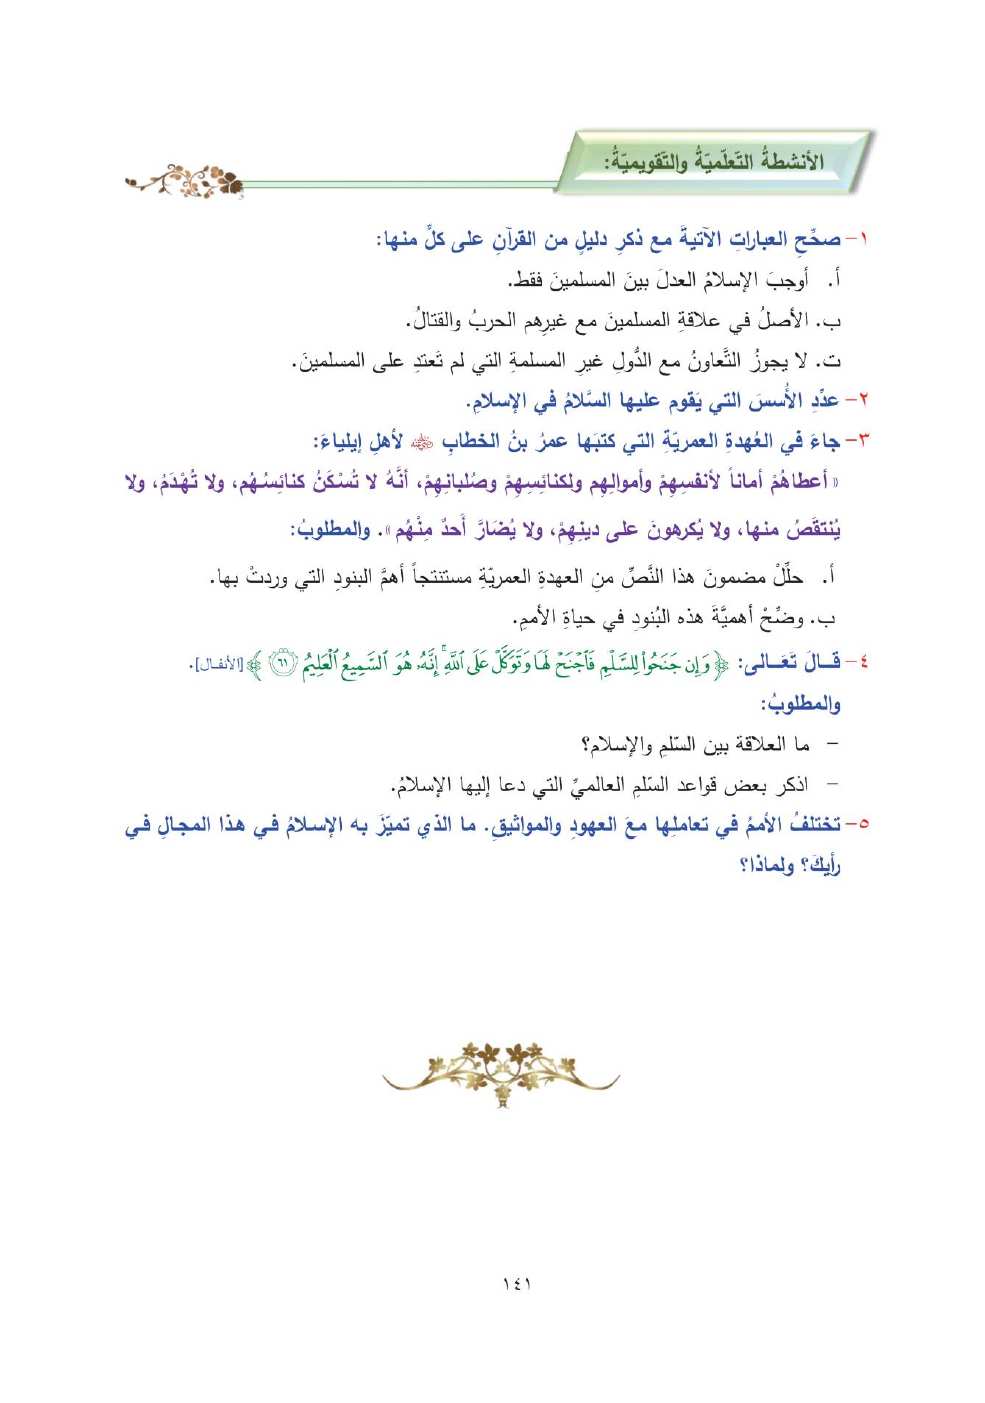 الأنشطةُ التَّعلّميّةُ والتَّقويميّةُ:
١- صحِّحِ العباراتِ الآتيةَ مع ذكرِ دليلٍ من القرآنِ على كلٍّ منها:
أ. أوجبَ الإسلامُ العدلَ بينَ المسلمينَ فقط.
ب. الأصلُ في علاقةِ المسلمينَ مع غيرِهم الحربُ والقتالُ.
ت. لا يجوزُ التَّعاونُ مع الدُّولِ غيرِ المسلمةِ التي لم تَعتدِ على المسلمينَ.
٢- عدِّدِ الأُسسَ التي يَقوم عليها السَّلامُ في الإسلامِ.
٣- جاءَ في العُهدةِ العمريّةِ التي كتبَها عمرُ بنُ الخطابِ ﵁ لأهلِ إيلياءَ:
« أعطاهُمْ أماناً لأنفسِهِمْ وأموالِهِم ولكنائِسِهِمْ وصُلبانِهِمْ، أنَّهُ لا تُسْكَنُ كنائِسُهُم، ولا تُهْدَمُ، ولا
يُنتقَصُ منها، ولا يُكرهونَ على دينِهِمْ، ولا يُضَارَّ أَحدٌ مِنْهُم ». والمطلوبُ:
أ. حلِّلْ مضمونَ هذا النَّصِّ منِ العهدةِ العمريّةِ مستنتجاً أهمَّ البنودِ التي وردتْ بها.
ب. وضِّحْ أهميَّةَ هذه البُنودِ في حياةِ الأممِ.
٤- قـالَ تَعَـالى: ﴿ وَإِن جَنَحُواْ لِلسَّلۡمِ فَٱجۡنَحۡ لَهَا وَتَوَكَّلۡ عَلَى ٱللَّهِۚ إِنَّهُۥ هُوَ ٱلسَّمِيعُ ٱلۡعَلِيمُ ٦١ ﴾ [الأنفـال].
والمطلوبُ:
- ما العلاقة بين السّلمِ والإسلام؟
- اذكر بعض قواعد السّلمِ العالميِّ التي دعا إليها الإسلامُ.
٥- تختلفُ الأممُ في تعاملِها معَ العهودِ والمواثيقِ. ما الذي تميّزَ به الإسلامُ في هذا المجالِ في
رأيكَ؟ ولماذا؟
١٤١